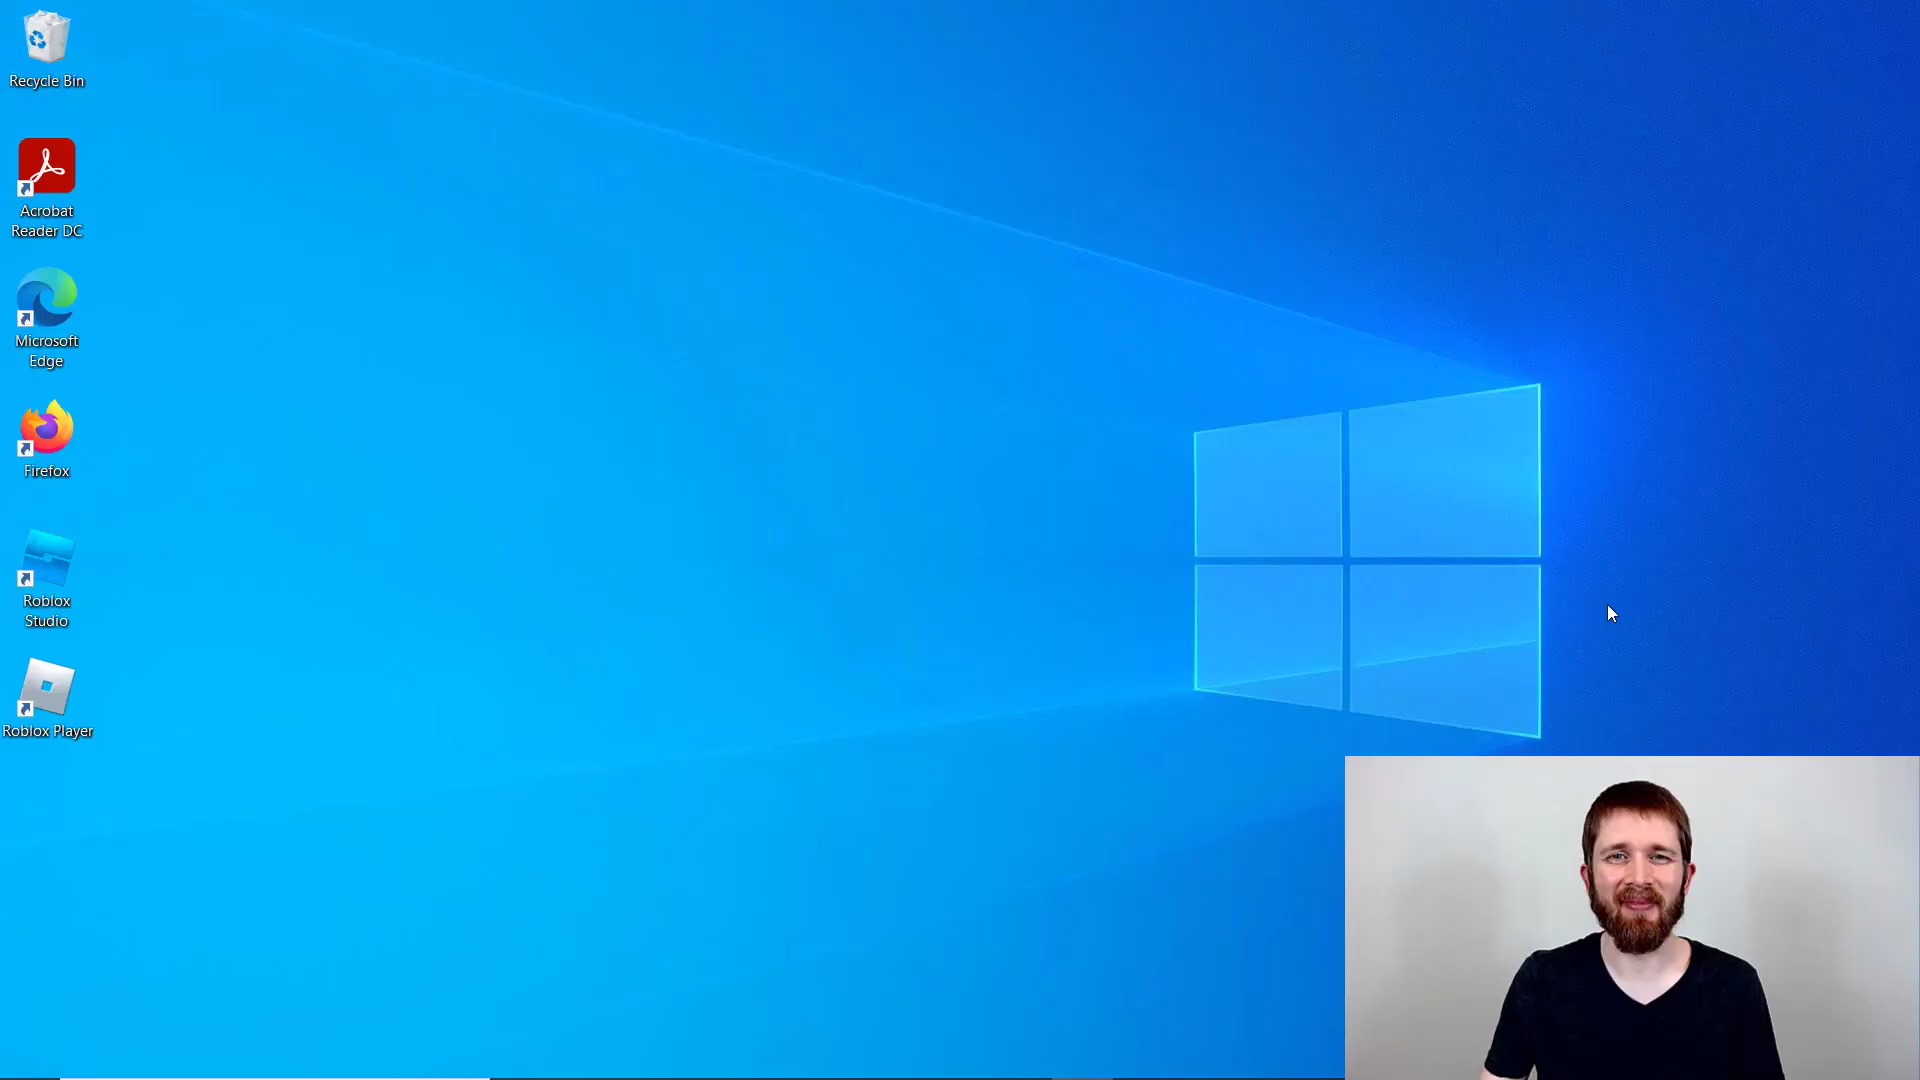 Recycle Bin
Acrobat
Reader DC
Microsoft
Edge
Firefox
Roblox
Studio
Roblox Player